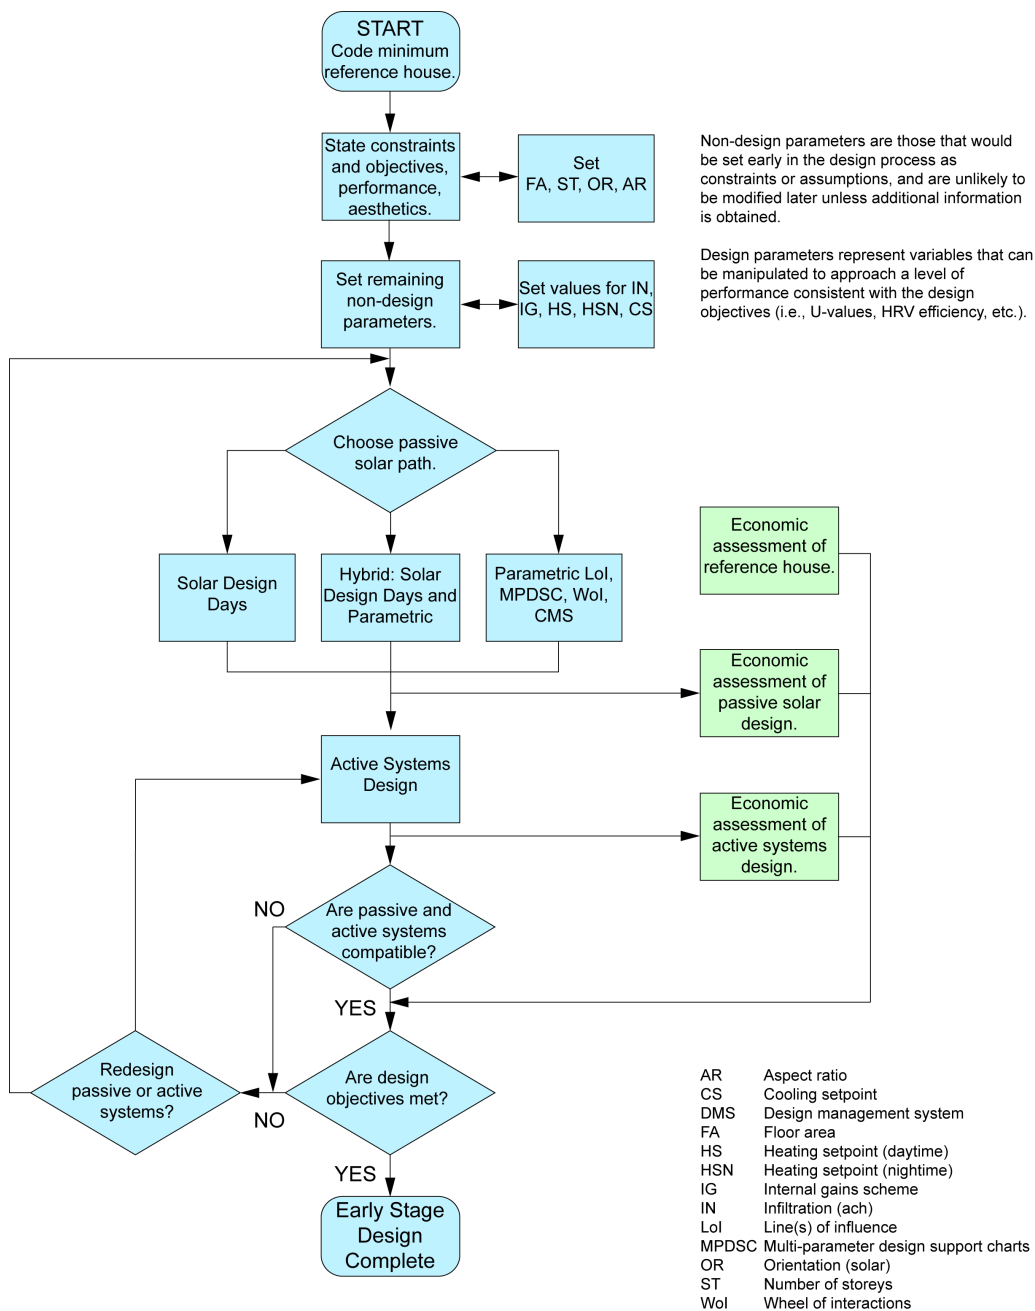 START
Code minimum
reference house.
State constraints
and objectives,
performance,
aesthetics.
Set
FA, ST, OR, AR
Non-design parameters are those that would
be set early in the design process as
constraints or assumptions, and are unlikely to
be modified later unless additional information
is obtained.
Design parameters represent variables that can
be manipulated to approach a level of
performance consistent with the design
objectives (i.e., U-values, HRV efficiency, etc.).
Set remaining
non-design
parameters.
Set values for IN,
IG, HS, HSN, CS
Choose passive
solar path.
Solar Design
Days
Hybrid: Solar
Design Days and
Parametric
Parametric LoI,
MPDSC, WoI,
CMS
Economic
assessment of
reference house.
Economic
assessment of
passive solar
design.
Active Systems
Design
Economic
assessment of
active systems
design.
NO
Are passive and
active systems
compatible?
YES
Redesign
passive or active
systems?
Are design
objectives met?
NO
YES
Early Stage
Design
Complete
AR Aspect ratio
CS Cooling setpoint
DMS Design management system
FA Floor area
HS Heating setpoint (daytime)
HSN Heating setpoint (nightime)
IG Internal gains scheme
IN Infiltration (ach)
LoI Line(s) of influence
MPDSC Multi-parameter design support charts
OR Orientation (solar)
ST Number of storeys
WoI Wheel of interactions